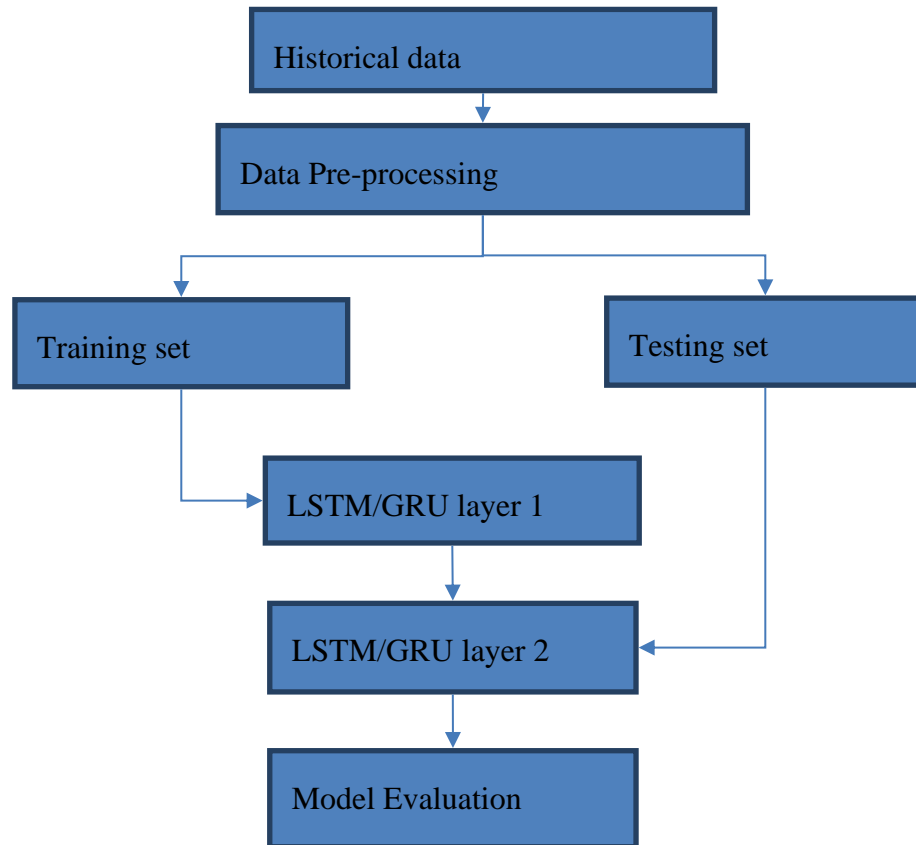 Historical data
Data Pre-processing
Training set
Testing set
LSTM/GRU layer 1
LSTM/GRU layer 2
Model Evaluation